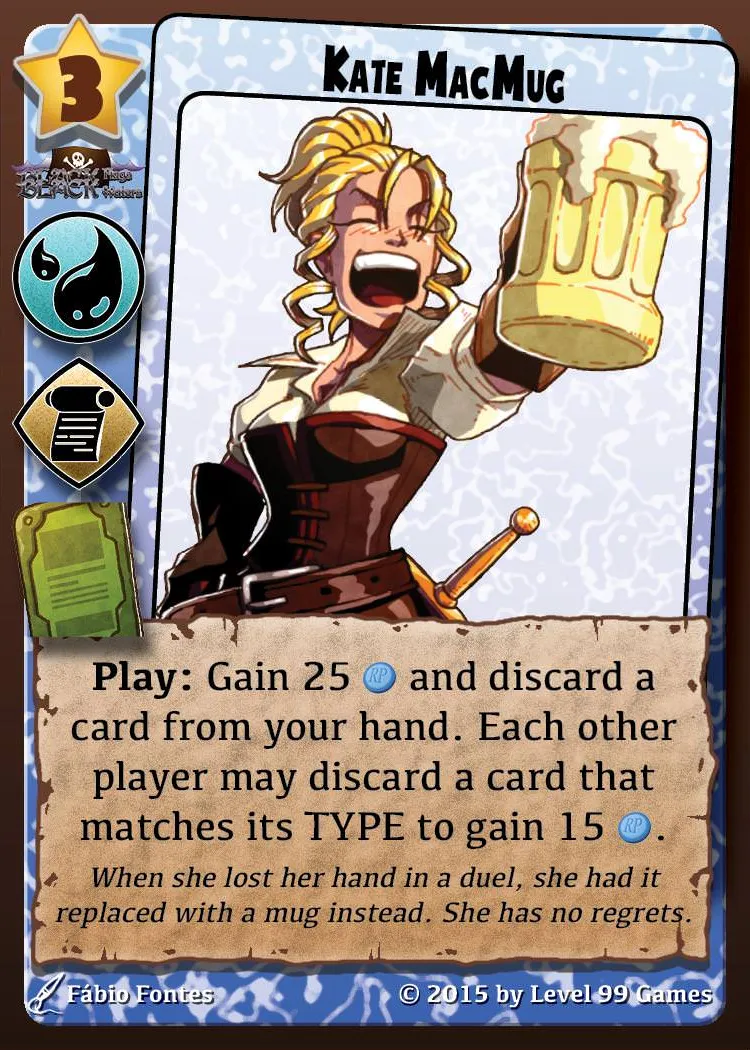 3
KATE MACMUG
BLACK
Waters
Play: Gain 25 RP and discard a
card from your hand. Each other
player may discard a card that
matches its TYPE to gain 15 RP.
When she lost her hand in a duel, she had it
replaced with a mug instead. She has no regrets.
Fábio Fontes
© 2015 by Level 99 Games